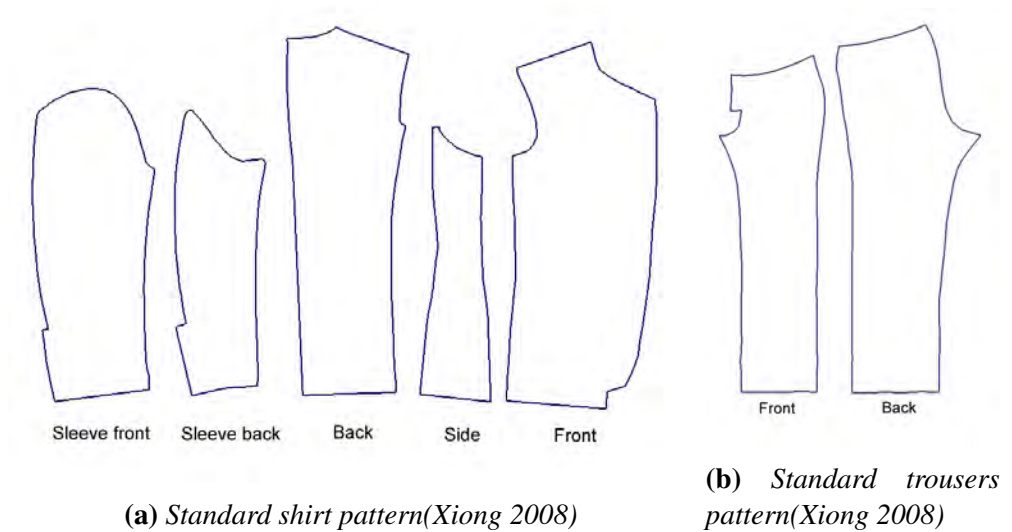 Sleeve front Sleeve back Back Side Front
Front Back
(a) Standard shirt pattern(Xiong 2008)
(b) Standard trousers
pattern(Xiong 2008)